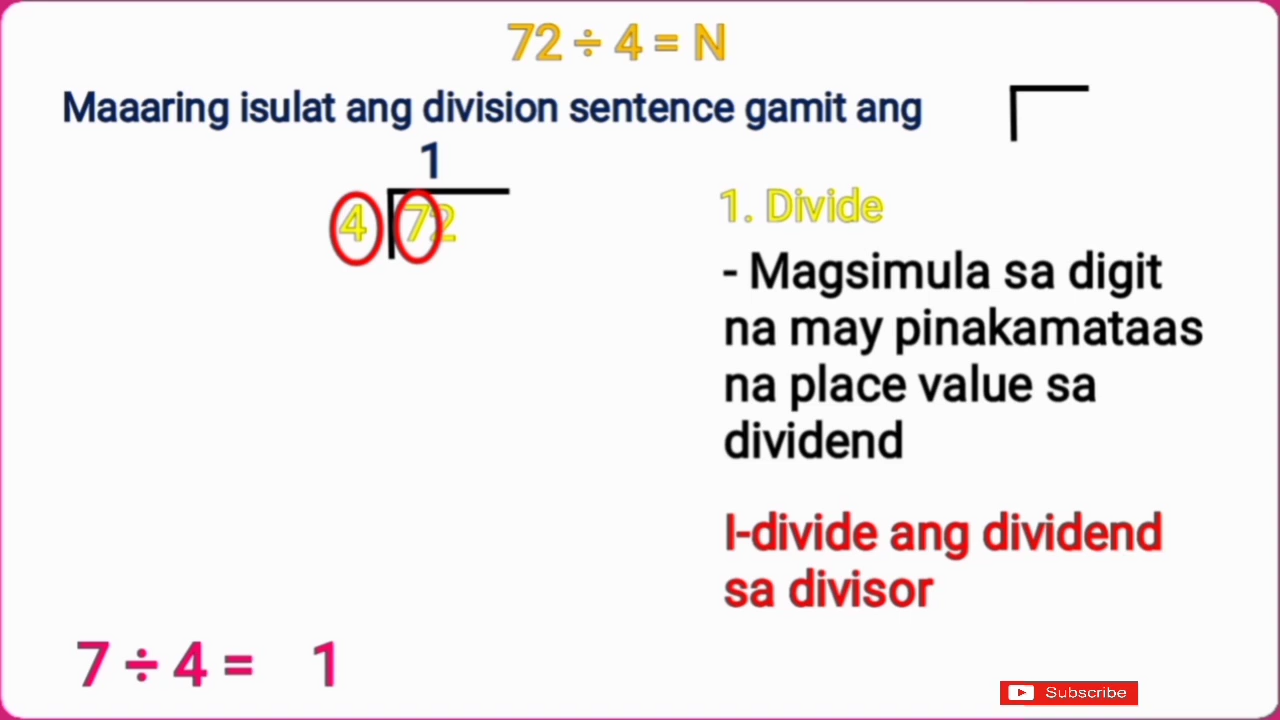 72 ÷ 4 = N
Maaaring isulat ang division sentence gamit ang
1
4 72
1. Divide
- Magsimula sa digit
na may pinakamataas
na place value sa
dividend
I-divide ang dividend
sa divisor
7 ÷ 4 = 1
Subscribe